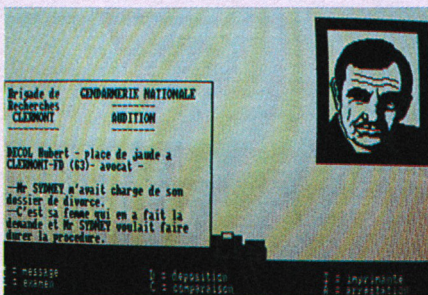 Brigade de GENDARMERIE NATIONALE
Recherches --------
CLERMONT AUDITION
-------- --------
DECOL Hubert - place de jaude a
CLERMONT-FD (63)- avocat -
—Mr SYDNEY m'avait charge de son
dossier de divorce.
—C'est sa femme qui en a fait la
demande et Mr SYDNEY voulait faire
durer la procedure.
: message D : deposition I : imprimante
: examen C : comparaison A : arrestation